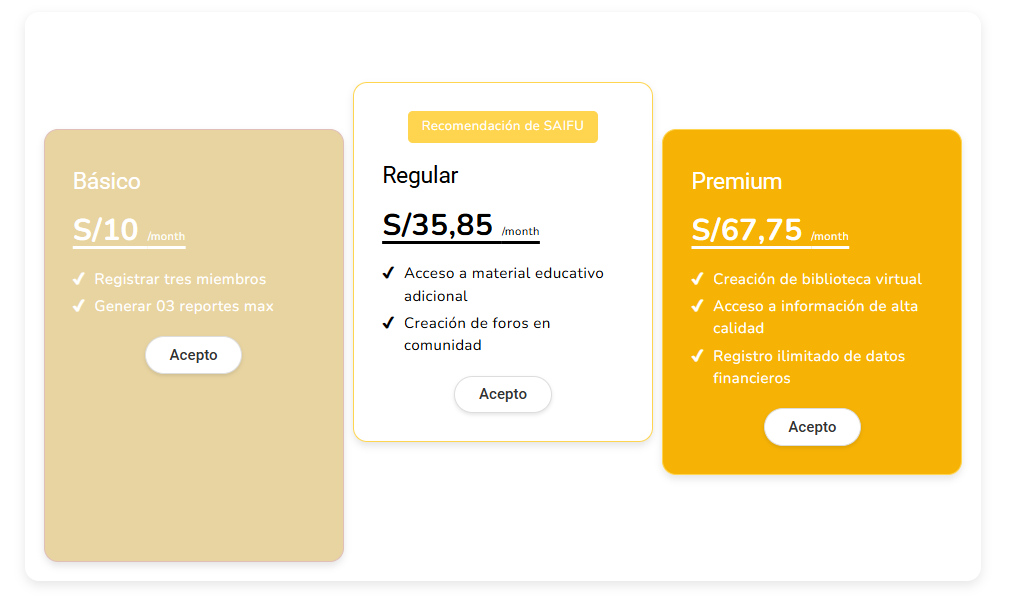 Básico
S/10 /month
✔ Registrar tres miembros
✔ Generar 03 reportes max
Acepto
Recomendación de SAIFU
Regular
S/35,85 /month
✔ Acceso a material educativo
adicional
✔ Creación de foros en
comunidad
Acepto
Premium
S/67,75 /month
✔ Creación de biblioteca virtual
✔ Acceso a información de alta
calidad
✔ Registro ilimitado de datos
financieros
Acepto